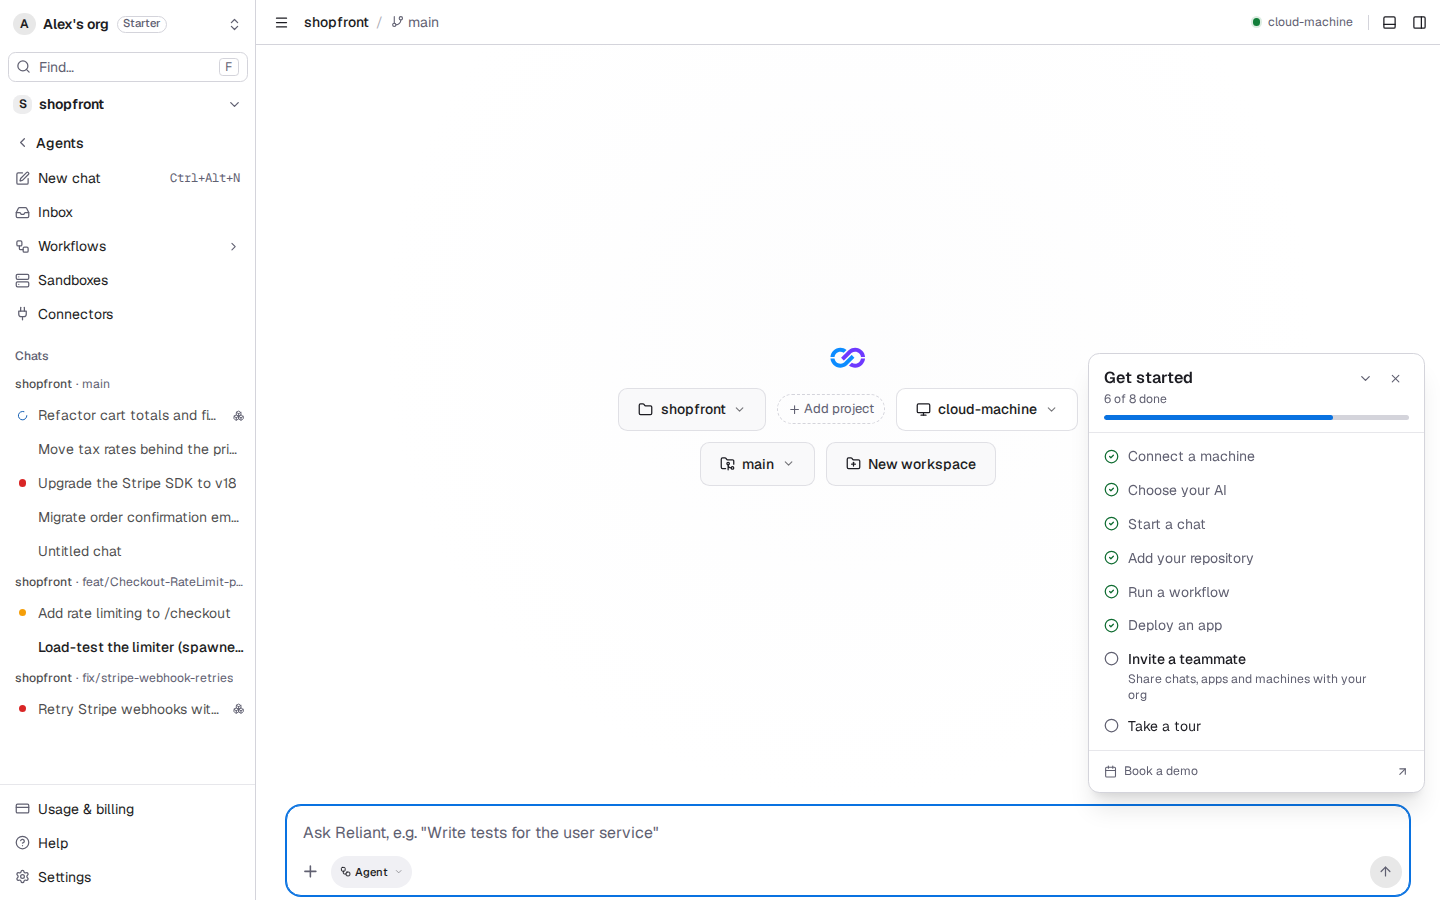 A Alex's org Starter
Find... F
S shopfront
Agents
New chat Ctrl+Alt+N
Inbox
Workflows
Sandboxes
Connectors
Chats
shopfront · main
Refactor cart totals and fi...
Move tax rates behind the pri...
Upgrade the Stripe SDK to v18
Migrate order confirmation em...
Untitled chat
shopfront · feat/Checkout-RateLimit-p...
Add rate limiting to /checkout
Load-test the limiter (spawne...
shopfront · fix/stripe-webhook-retries
Retry Stripe webhooks wit...
Usage & billing
Help
Settings
shopfront / main
cloud-machine
shopfront
Add project
cloud-machine
main
New workspace
Get started
6 of 8 done
Connect a machine
Choose your AI
Start a chat
Add your repository
Run a workflow
Deploy an app
Invite a teammate
Share chats, apps and machines with your
org
Take a tour
Book a demo
Ask Reliant, e.g. "Write tests for the user service"
Agent